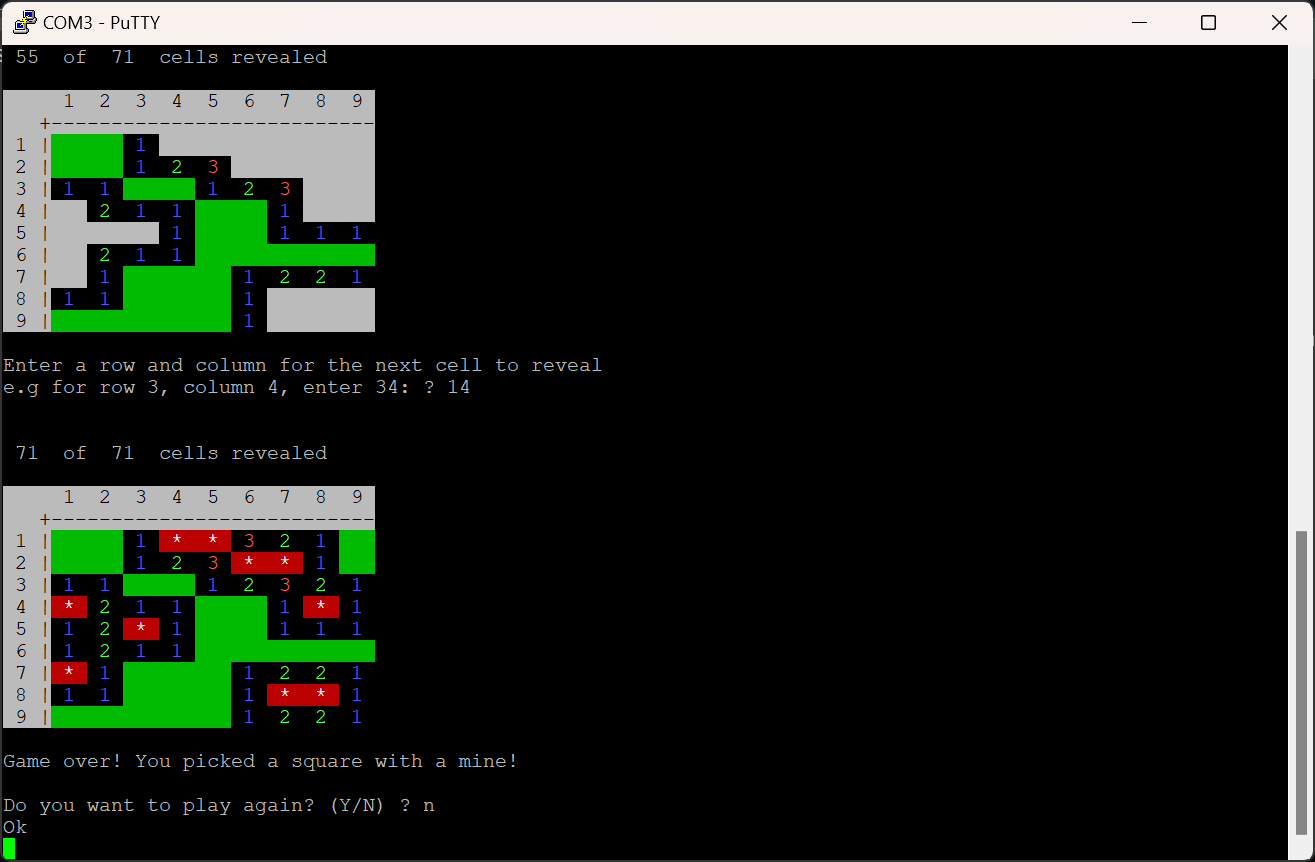 COM3 - PuTTY
55 of 71 cells revealed
1 2 3 4 5 6 7 8 9
+---------------------------
1 | 1
2 | 1 2 3
3 | 1 1 1 2 3
4 | 2 1 1 1
5 | 1 1 1 1
6 | 2 1 1
7 | 1 1 2 2 1
8 | 1 1 1
9 | 1
Enter a row and column for the next cell to reveal
e.g for row 3, column 4, enter 34: ? 14
71 of 71 cells revealed
1 2 3 4 5 6 7 8 9
+---------------------------
1 | 1 * * 3 2 1
2 | 1 2 3 * * 1
3 | 1 1 1 2 3 2 1
4 | * 2 1 1 1 * 1
5 | 1 2 * 1 1 1 1
6 | 1 2 1 1
7 | * 1 1 2 2 1
8 | 1 1 1 * * 1
9 | 1 2 2 1
Game over! You picked a square with a mine!
Do you want to play again? (Y/N) ? n
Ok